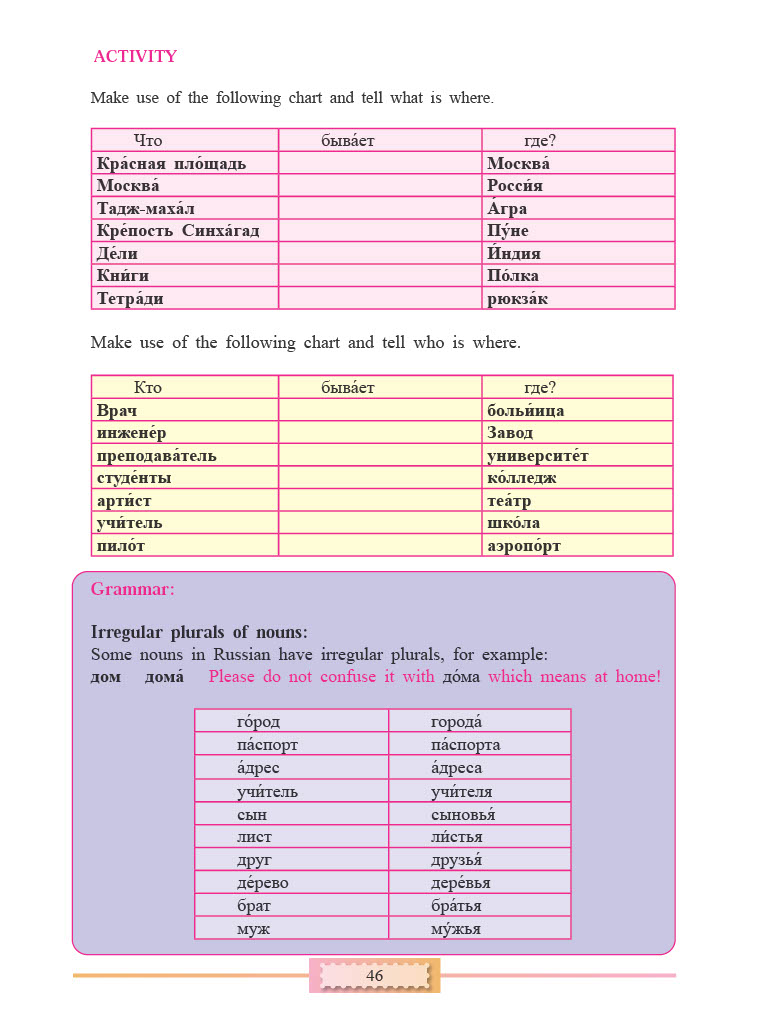 ACTIVITY
Make use of the following chart and tell what is where.
Что быва́ет где?
Кра́сная пло́щадь Москва́
Москва́ Росси́я
Тадж-маха́л А́гра
Кре́пость Синха́гад Пу́не
Де́ли И́ндия
Кни́ги По́лка
Тетра́ди рюкза́к
Make use of the following chart and tell who is where.
Кто быва́ет где?
Врач больи́ица
инжене́р Завод
преподава́тель университе́т
студе́нты ко́лледж
арти́ст теа́тр
учи́тель шко́ла
пило́т аэропо́рт
Grammar:
Irregular plurals of nouns:
Some nouns in Russian have irregular plurals, for example:
дом дома́ Please do not confuse it with до́ма which means at home!
го́род города́
па́спорт па́спорта
а́дрес а́дреса
учи́тель учи́теля
сын сыновья́
лист ли́стья
друг друзья́
де́рево дере́вья
брат бра́тья
муж му́жья
46